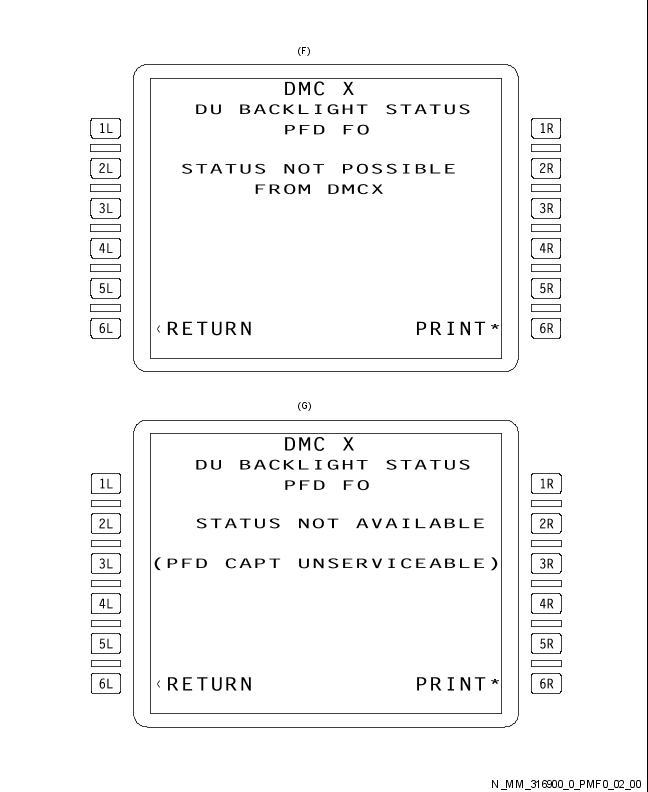 (F)
DMC X
DU BACKLIGHT STATUS
1L PFD FO 1R
2L STATUS NOT POSSIBLE 2R
FROM DMCX
3L 3R
4L 4R
5L 5R
6L <RETURN PRINT* 6R
(G)
DMC X
DU BACKLIGHT STATUS
1L PFD FO 1R
2L STATUS NOT AVAILABLE 2R
3L (PFD CAPT UNSERVICEABLE) 3R
4L 4R
5L 5R
6L <RETURN PRINT* 6R
N_MM_316900_0_PMF0_02_00